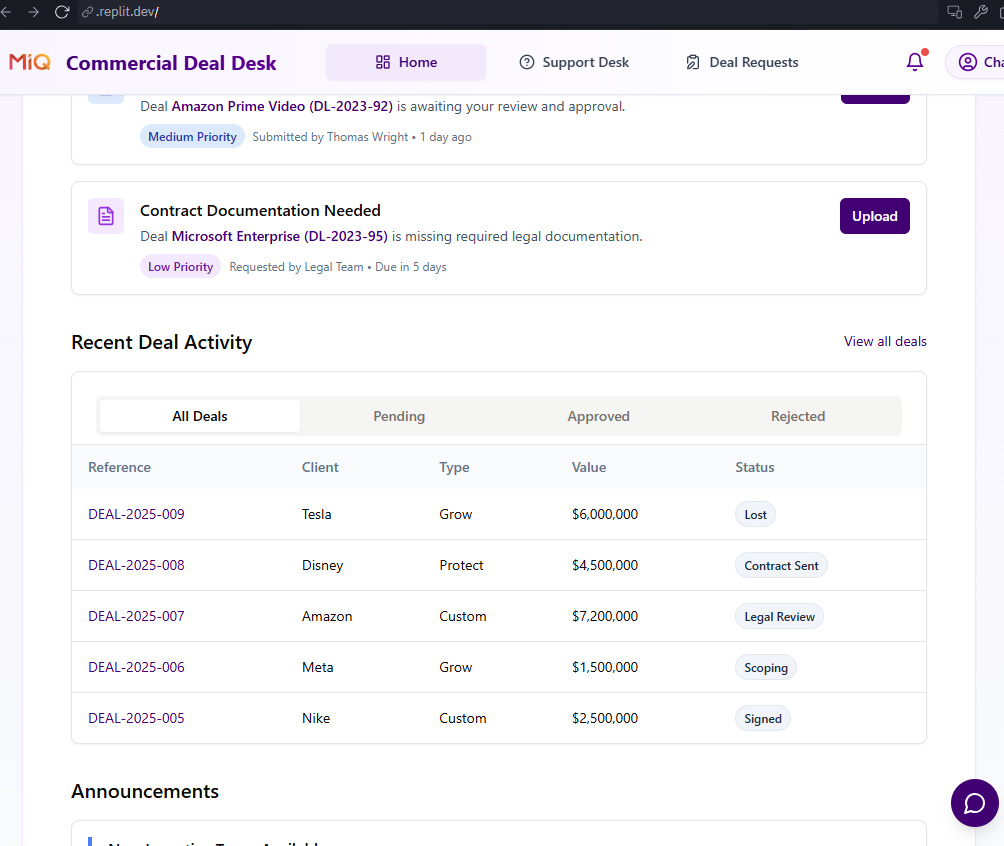 .replit.dev/
MiQ Commercial Deal Desk Home Support Desk Deal Requests Cha
Deal Amazon Prime Video (DL-2023-92) is awaiting your review and approval.
Medium Priority Submitted by Thomas Wright • 1 day ago
Contract Documentation Needed
Upload
Deal Microsoft Enterprise (DL-2023-95) is missing required legal documentation.
Low Priority Requested by Legal Team • Due in 5 days
Recent Deal Activity View all deals
All Deals Pending Approved Rejected
Reference Client Type Value Status
DEAL-2025-009 Tesla Grow $6,000,000 Lost
DEAL-2025-008 Disney Protect $4,500,000 Contract Sent
DEAL-2025-007 Amazon Custom $7,200,000 Legal Review
DEAL-2025-006 Meta Grow $1,500,000 Scoping
DEAL-2025-005 Nike Custom $2,500,000 Signed
Announcements